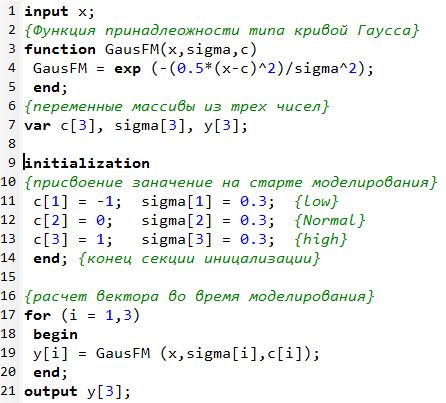 1 input x;
2 {Функция принадлеожности типа кривой Гаусса}
3 function GausFM(x,sigma,c)
4 GausFM = exp (-(0.5*(x-c)^2)/sigma^2);
5 end;
6 {переменные массивы из трех чисел}
7 var c[3], sigma[3], y[3];
8
9 initialization
10 {присвоение заначение на старте моделирования}
11 c[1] = -1; sigma[1] = 0.3; {low}
12 c[2] = 0; sigma[2] = 0.3; {Normal}
13 c[3] = 1; sigma[3] = 0.3; {high}
14 end; {конец секции иницализации}
15
16 {расчет вектора во время моделирования}
17 for (i = 1,3)
18 begin
19 y[i] = GausFM (x,sigma[i],c[i]);
20 end;
21 output y[3];